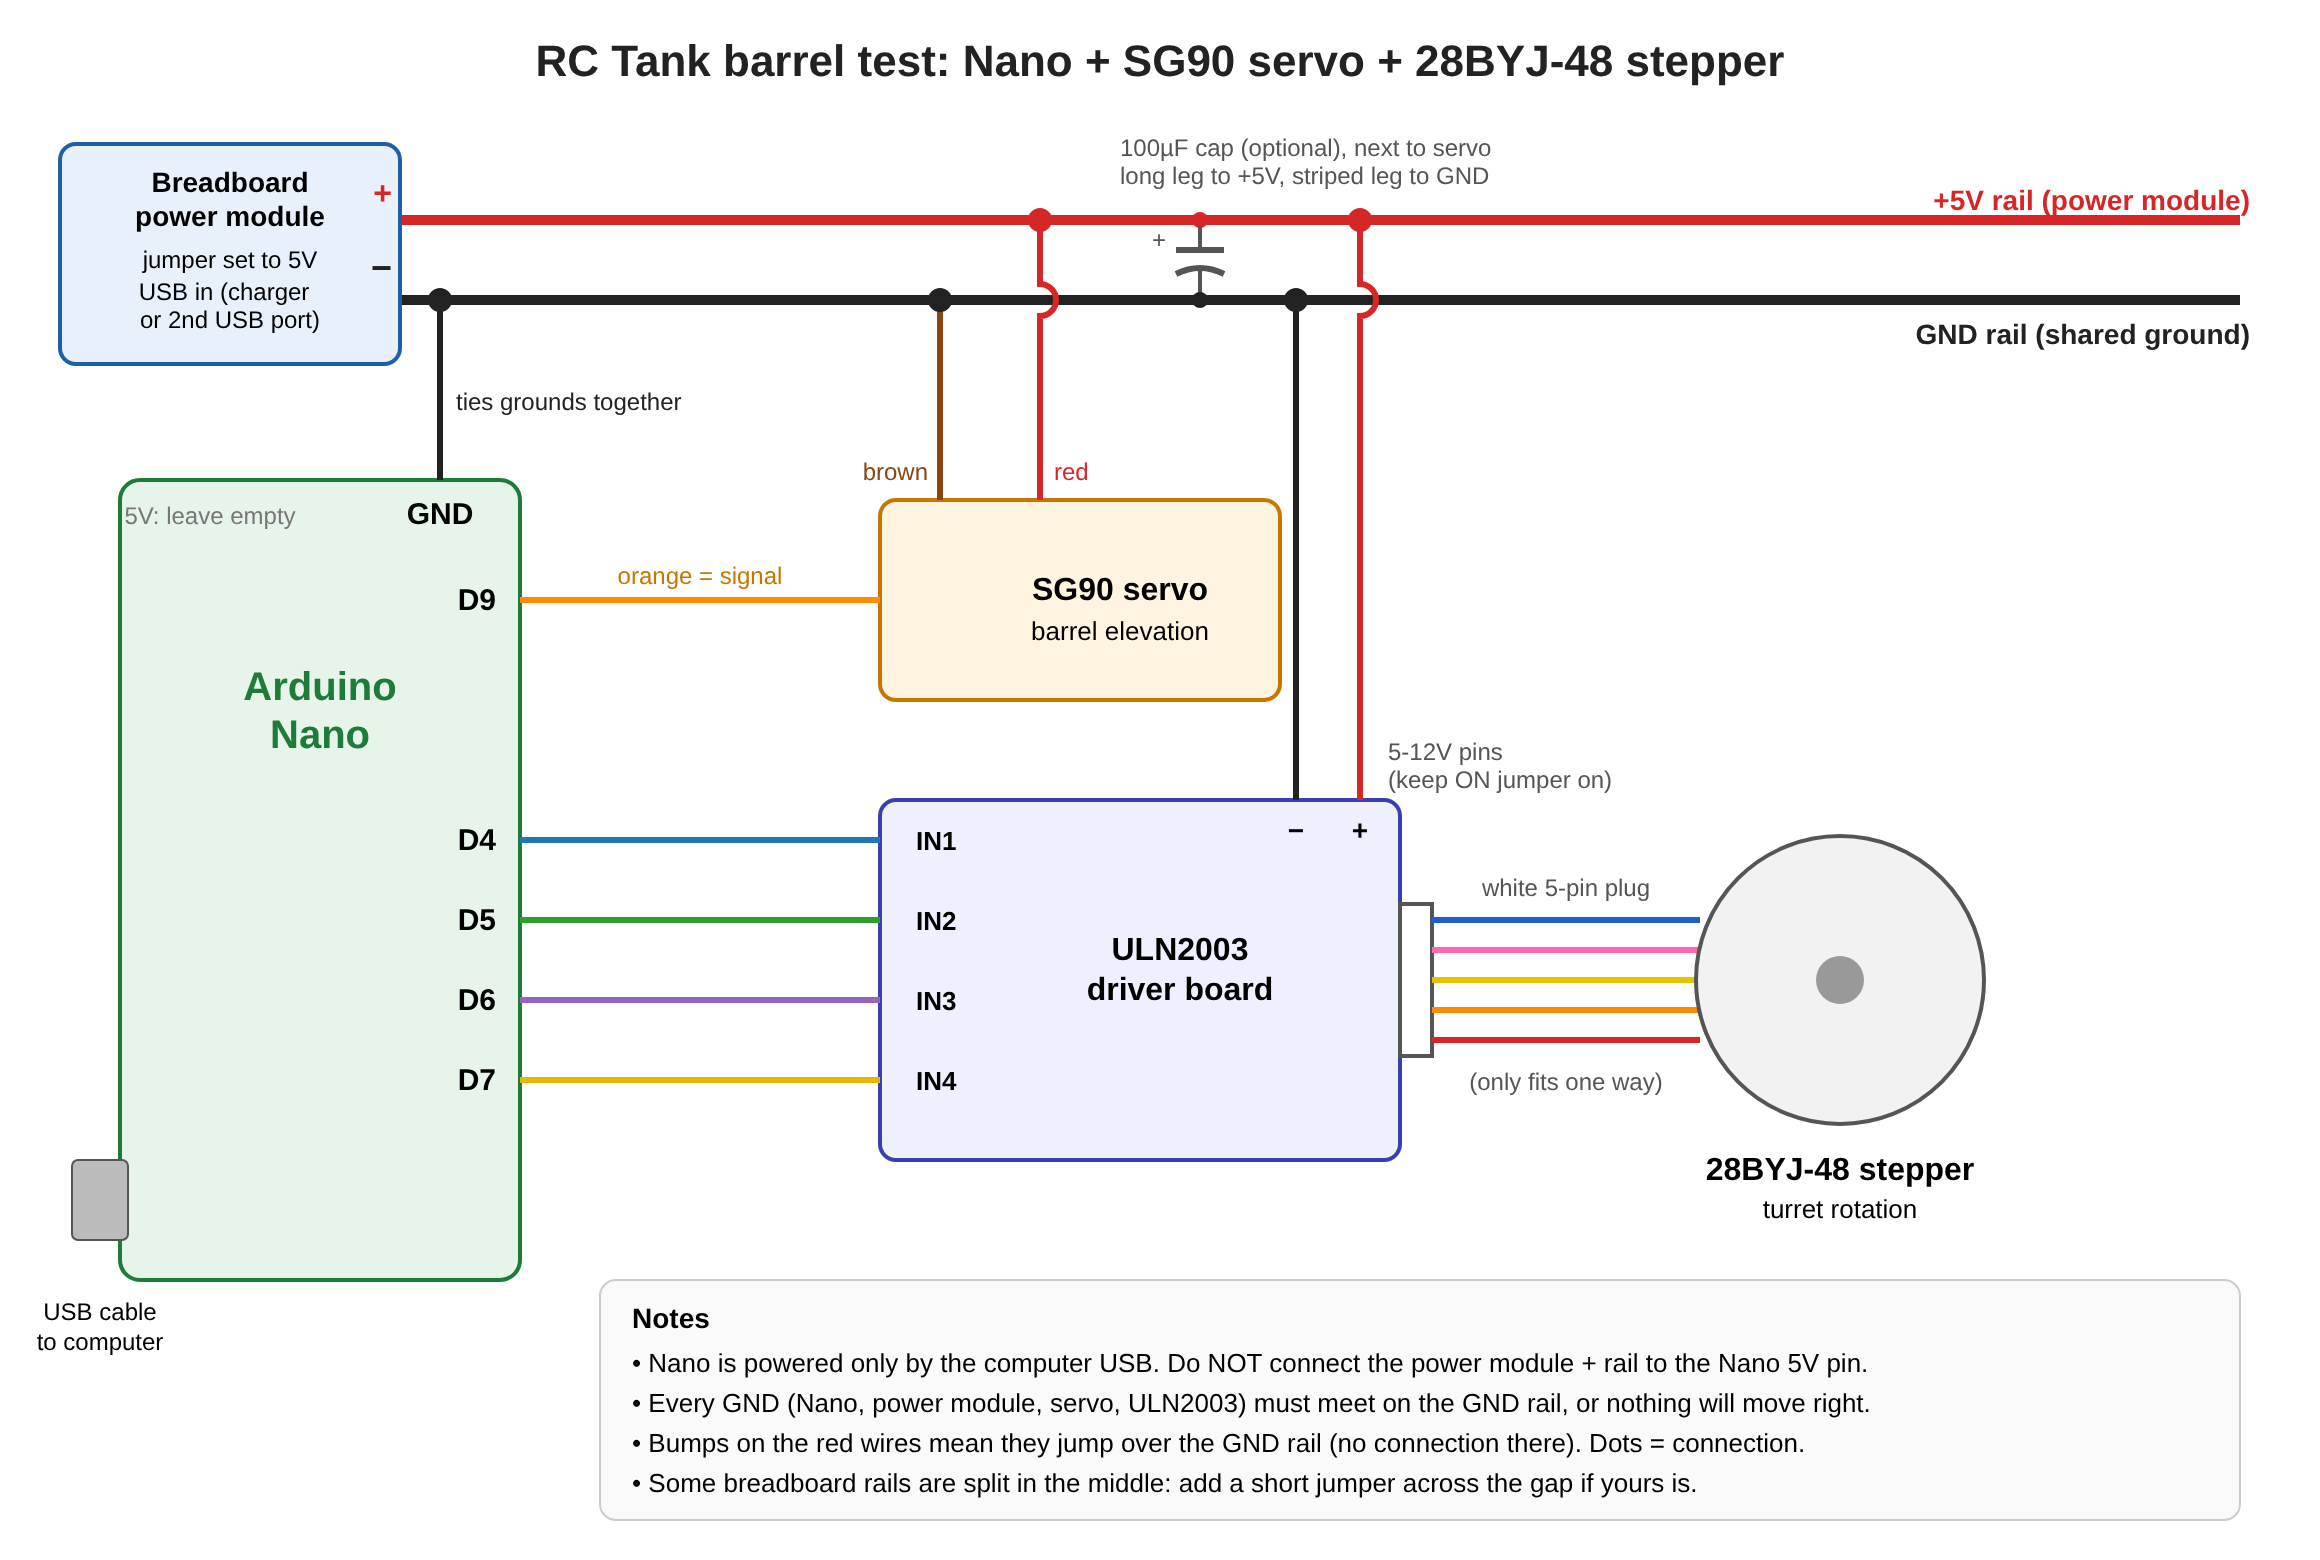 RC Tank barrel test: Nano + SG90 servo + 28BYJ-48 stepper
100µF cap (optional), next to servo
long leg to +5V, striped leg to GND
Breadboard
power module
+
jumper set to 5V
−
USB in (charger
or 2nd USB port)
+5V rail (power module)
+
GND rail (shared ground)
ties grounds together
brown
red
5V: leave empty
GND
orange = signal
D9
SG90 servo
barrel elevation
Arduino
Nano
5-12V pins
(keep ON jumper on)
D4
IN1
−
+
white 5-pin plug
D5
IN2
ULN2003
driver board
D6
IN3
D7
IN4
(only fits one way)
28BYJ-48 stepper
turret rotation
USB cable
to computer
Notes
• Nano is powered only by the computer USB. Do NOT connect the power module + rail to the Nano 5V pin.
• Every GND (Nano, power module, servo, ULN2003) must meet on the GND rail, or nothing will move right.
• Bumps on the red wires mean they jump over the GND rail (no connection there). Dots = connection.
• Some breadboard rails are split in the middle: add a short jumper across the gap if yours is.